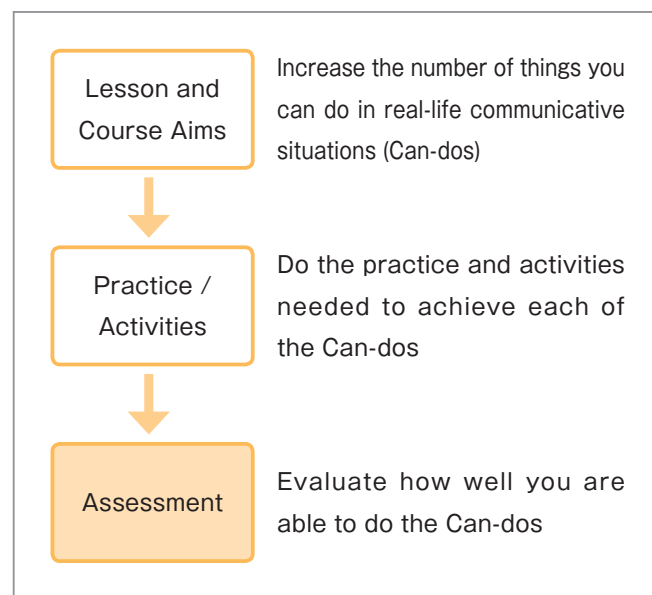 Lesson and
Course Aims
Increase the number of things you
can do in real-life communicative
situations (Can-dos)
Practice /
Activities
Do the practice and activities
needed to achieve each of
the Can-dos
Assessment
Evaluate how well you are
able to do the Can-dos